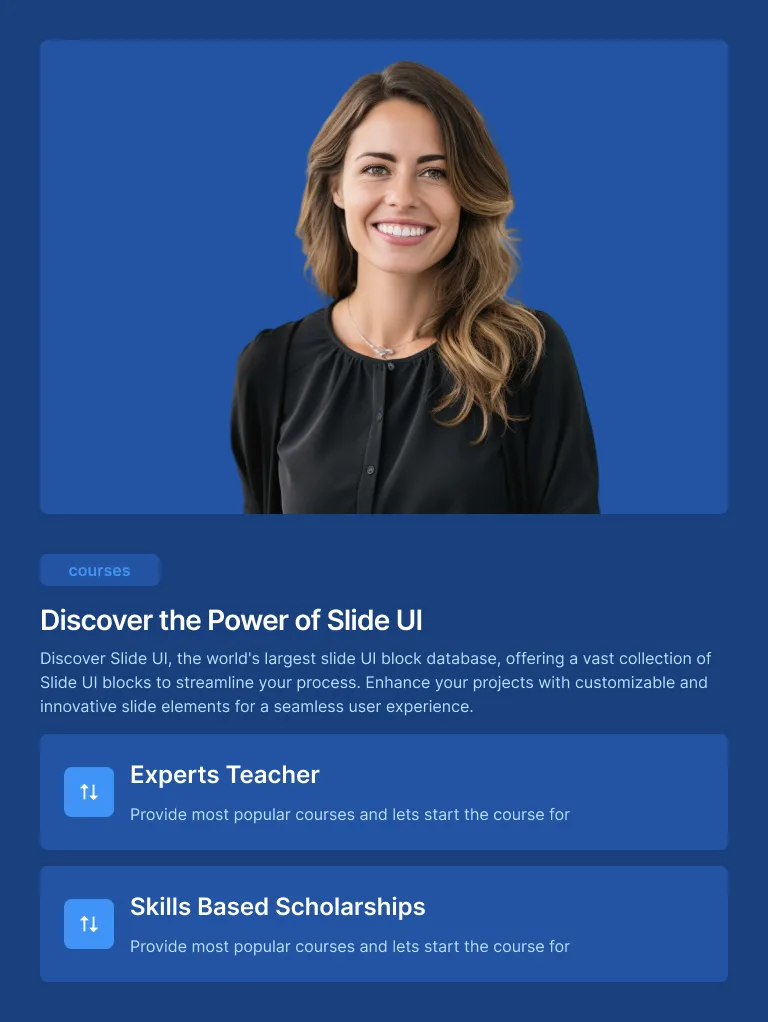 courses
Discover the Power of Slide UI
Discover Slide UI, the world's largest slide UI block database, offering a vast collection of
Slide UI blocks to streamline your process. Enhance your projects with customizable and
innovative slide elements for a seamless user experience.
Experts Teacher
Provide most popular courses and lets start the course for
Skills Based Scholarships
Provide most popular courses and lets start the course for